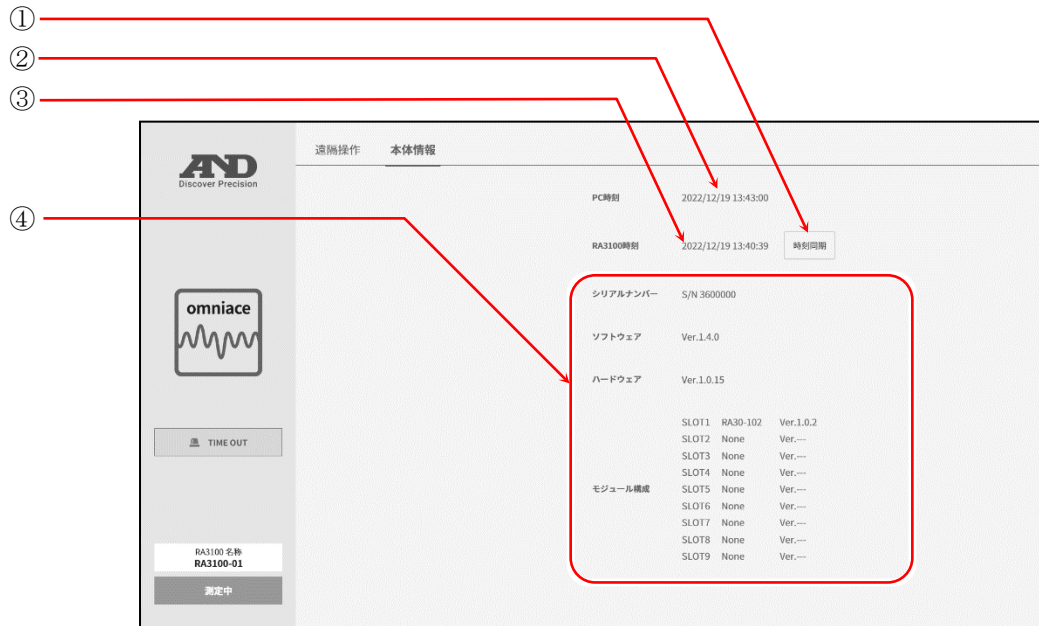 ①
②
③
④
AND
Discover Precision
omniace
TIME OUT
RA3100 名称
RA3100-01
測定中
遠隔操作 本体情報
PC時刻 2022/12/19 13:43:00
RA3100時刻 2022/12/19 13:40:39 時刻同期
シリアルナンバー S/N 3600000
ソフトウェア Ver.1.4.0
ハードウェア Ver.1.0.15
モジュール構成
SLOT1 RA30-102 Ver.1.0.2
SLOT2 None Ver.---
SLOT3 None Ver.---
SLOT4 None Ver.---
SLOT5 None Ver.---
SLOT6 None Ver.---
SLOT7 None Ver.---
SLOT8 None Ver.---
SLOT9 None Ver.---